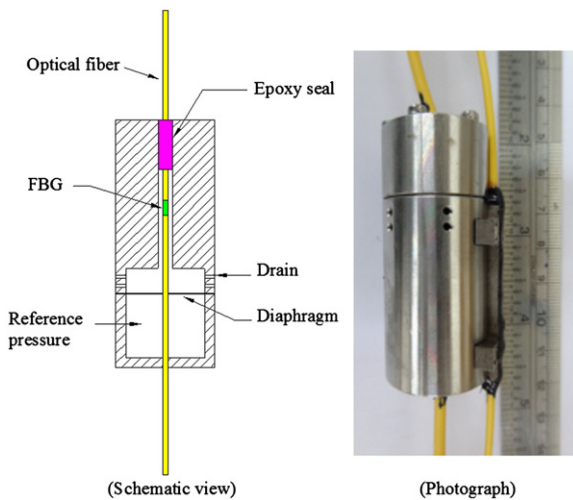 Optical fiber
Epoxy seal
FBG
Drain
Diaphragm
Reference
pressure
(Schematic view)
(Photograph)